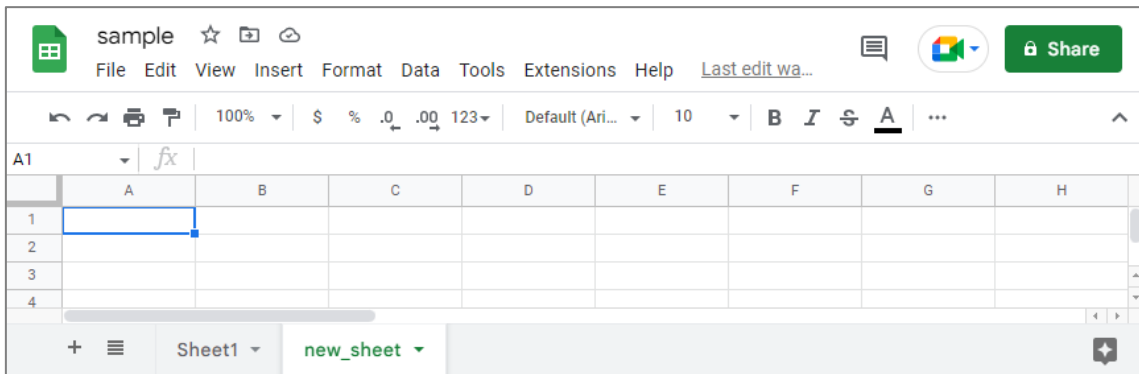 sample
File Edit View Insert Format Data Tools Extensions Help Last edit wa...
Share
100% $ % .0 .00 123 Default (Ari... 10 B I S A ...
A1 fx
A B C D E F G H
1
2
3
4
+ Sheet1 new_sheet